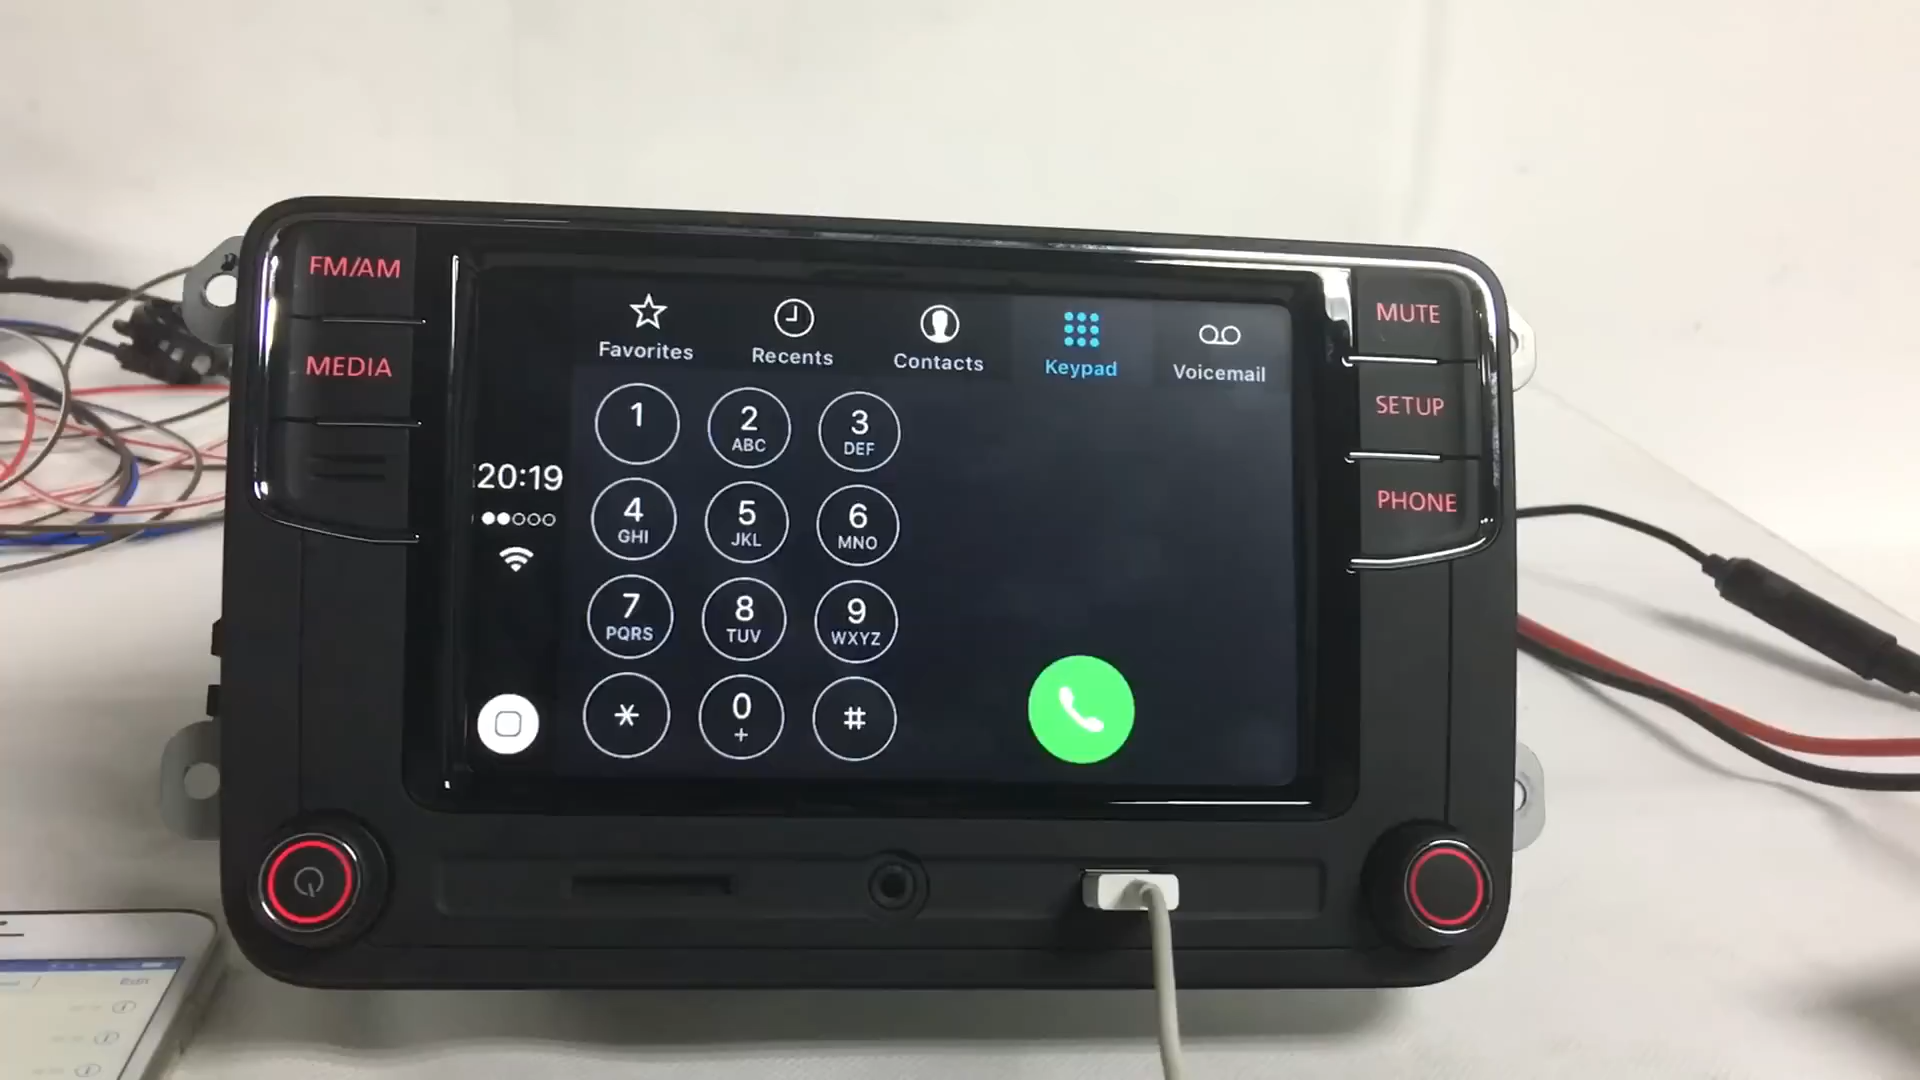 FM/AM
MEDIA
Favorites
Recents
Contacts
Keypad
Voicemail
20:19
1
2
ABC
3
DEF
4
GHI
5
JKL
6
MNO
7
PQRS
8
TUV
9
WXYZ
*
0
+
#
MUTE
SETUP
PHONE
Edit